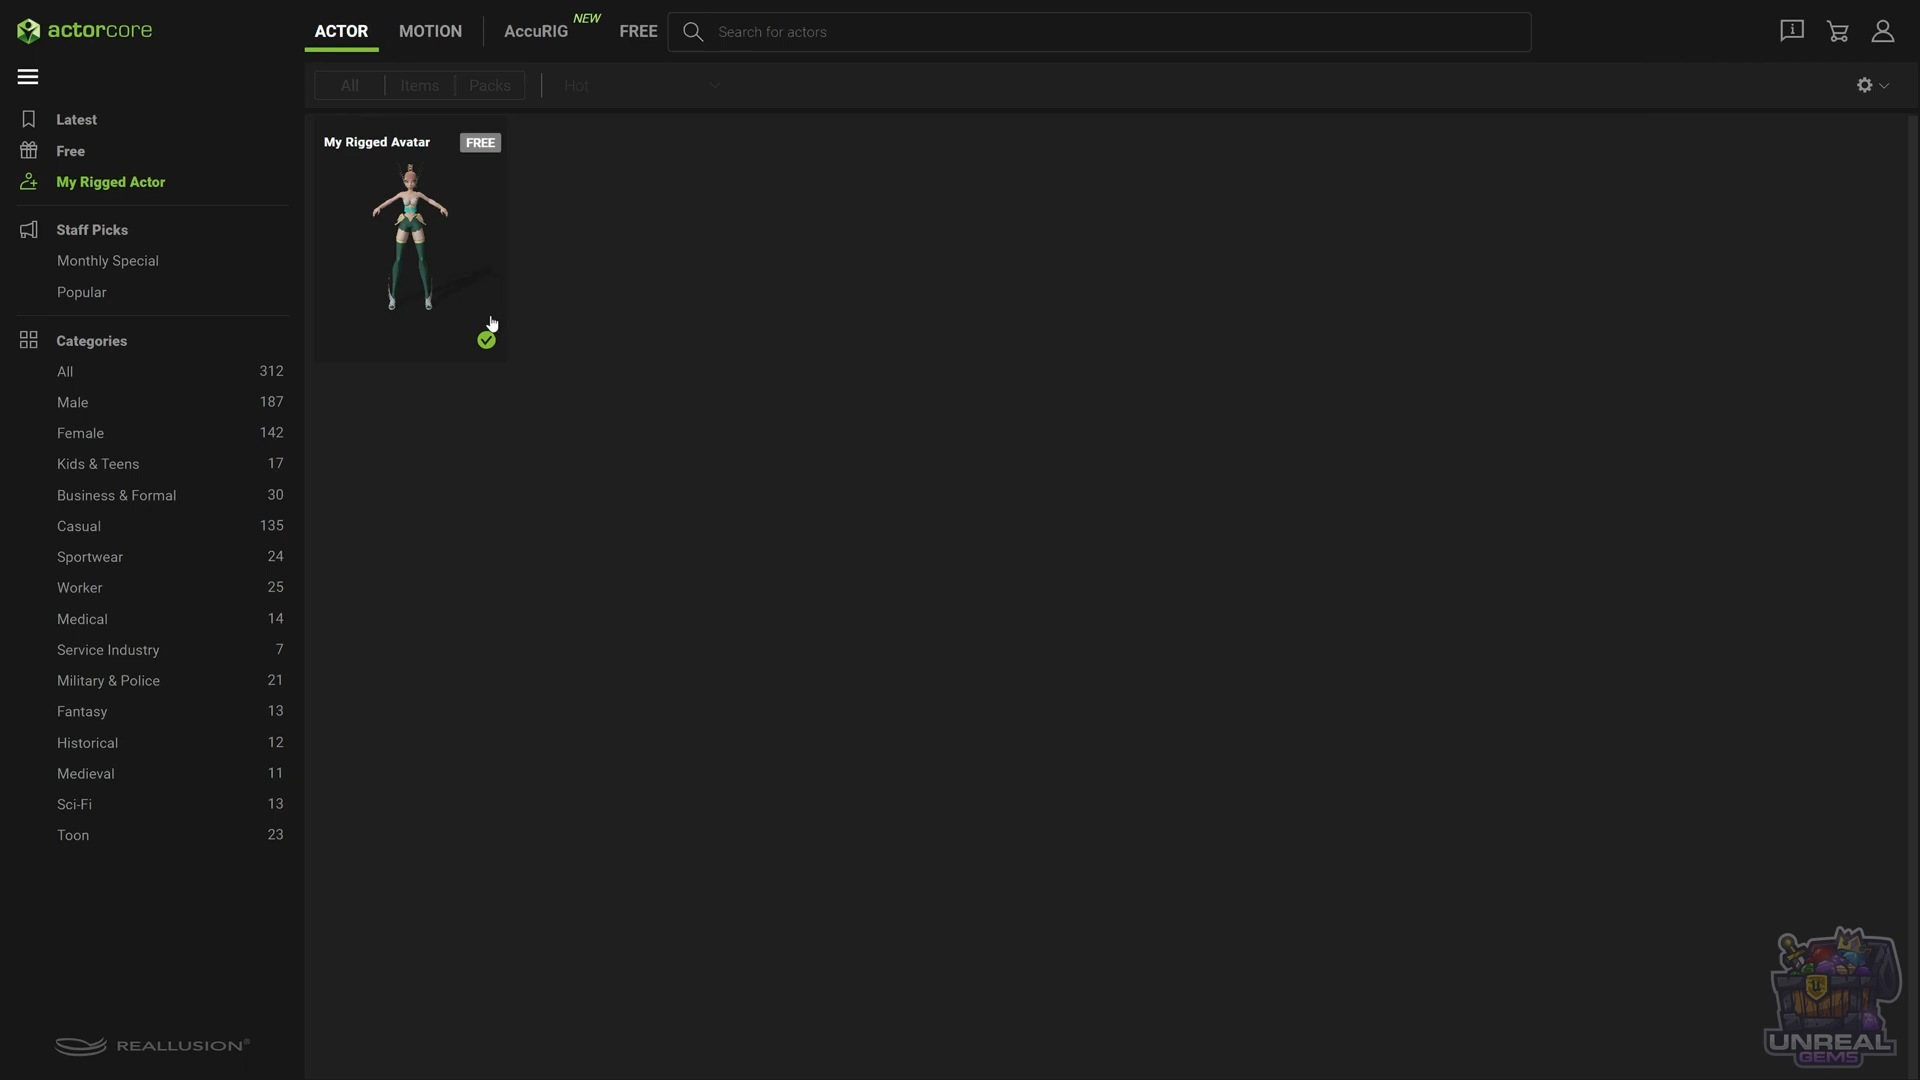 actorcore
ACTOR
MOTION
AccuRIG
NEW
FREE
Search for actors
All
Items
Packs
Hot
Latest
Free
My Rigged Actor
Staff Picks
Monthly Special
Popular
Categories
All 312
Male 187
Female 142
Kids & Teens 17
Business & Formal 30
Casual 135
Sportwear 24
Worker 25
Medical 14
Service Industry 7
Military & Police 21
Fantasy 13
Historical 12
Medieval 11
Sci-Fi 13
Toon 23
My Rigged Avatar
FREE
REALLUSION®
UNREAL
GEMS